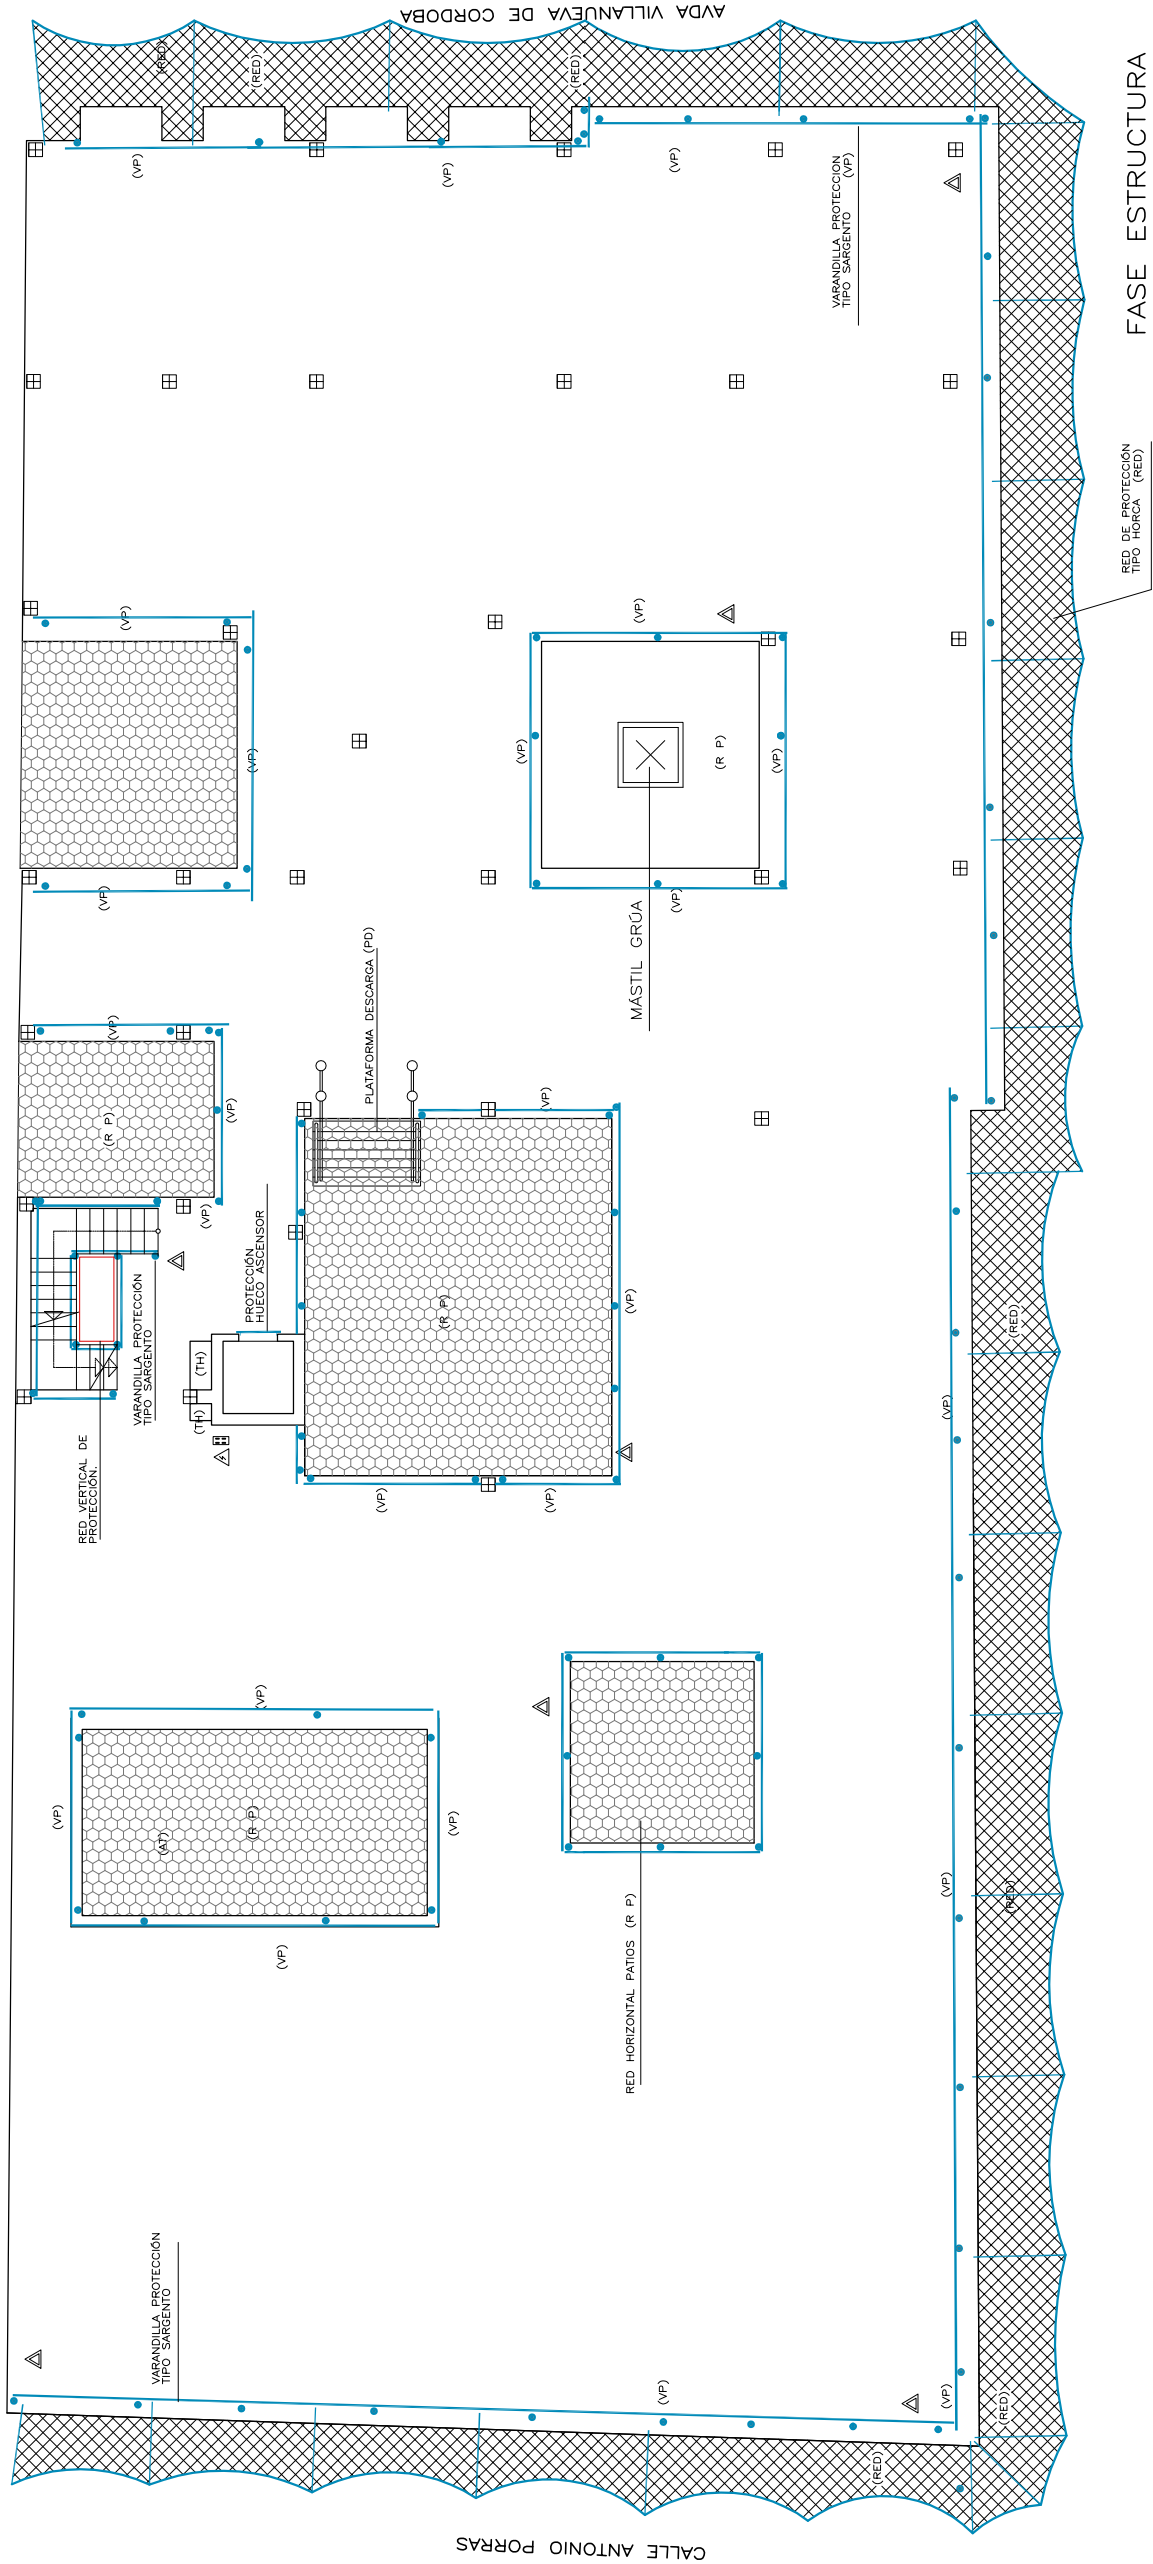 AVDA VILLANUEVA DE CORDOBA
(RED)
(RED)
(RED)
(VP)
(VP)
(VP)
VARANDILLA PROTECCION
TIPO SARGENTO (VP)
FASE ESTRUCTURA
RED DE PROTECCIÓN
TIPO HORCA (RED)
(VP)
(VP)
(VP)
(VP)
(VP)
(R P)
(VP)
(VP)
MÁSTIL GRÚA
PLATAFORMA DESCARGA (PD)
(VP)
(R P)
(VP)
(VP)
(VP)
PROTECCIÓN
HUECO ASCENSOR
VARANDILLA PROTECCIÓN
TIPO SARGENTO
(R P)
(VP)
(RED)
(TH)
(TH)
RED VERTICAL DE
PROTECCIÓN.
(VP)
(VP)
(VP)
(VP)
(VP)
(AT)
(R P)
(VP)
(VP)
RED HORIZONTAL PATIOS (R P)
(VP)
(RED)
VARANDILLA PROTECCIÓN
TIPO SARGENTO
(VP)
(VP)
(RED)
(RED)
CALLE ANTONIO PORRAS